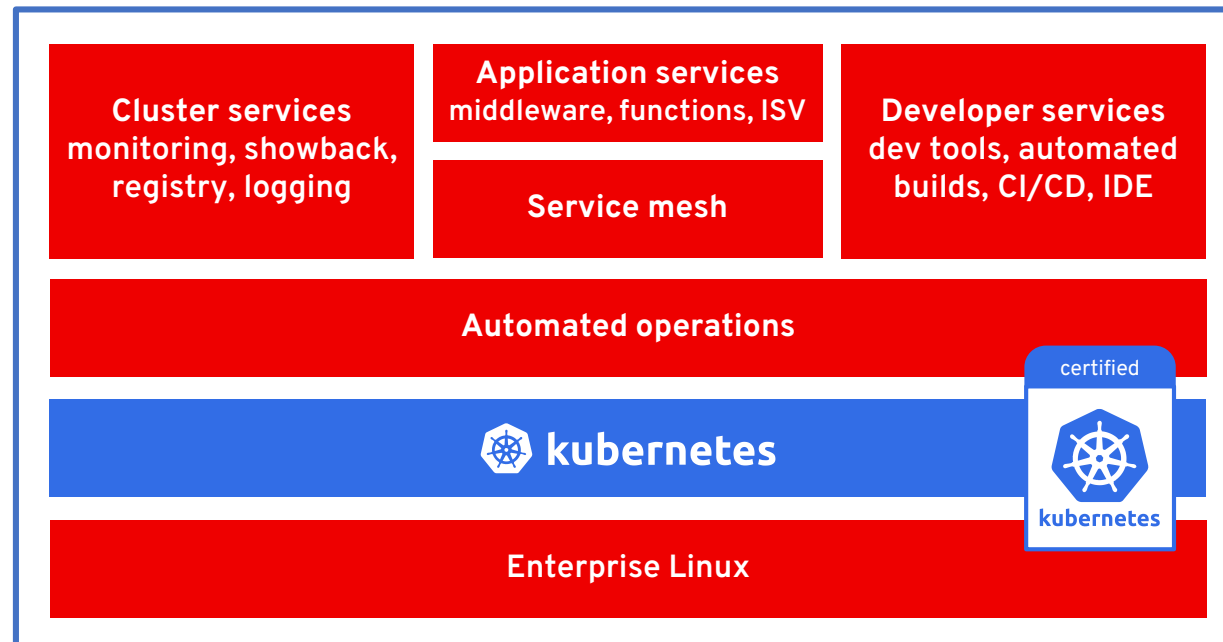 Cluster services
monitoring, showback,
registry, logging
Application services
middleware, functions, ISV
Service mesh
Developer services
dev tools, automated
builds, CI/CD, IDE
Automated operations
certified
kubernetes
kubernetes
Enterprise Linux